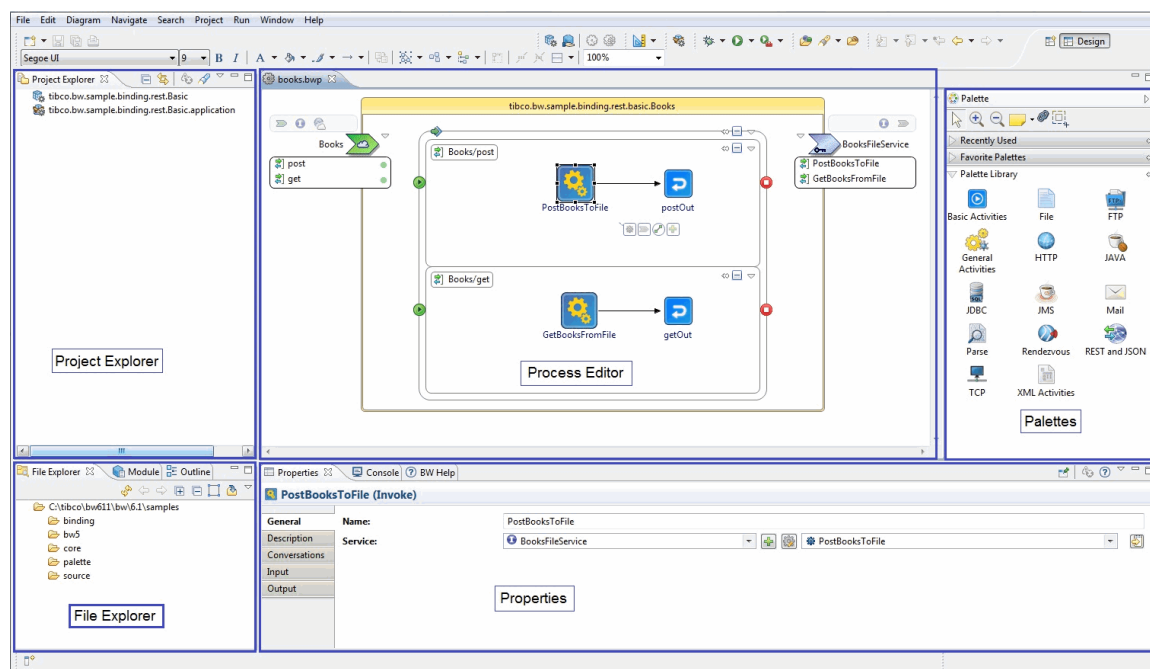 File Edit Diagram Navigate Search Project Run Window Help
Design
Segoe UI 9 B I A 100%
Project Explorer
tibco.bw.sample.binding.rest.Basic
tibco.bw.sample.binding.rest.Basic.application
Project Explorer
books.bwp
tibco.bw.sample.binding.rest.basic.Books
Books
post
get
Books/post
PostBooksToFile
postOut
Books/get
GetBooksFromFile
getOut
BooksFileService
PostBooksToFile
GetBooksFromFile
Process Editor
Palette
Recently Used
Favorite Palettes
Palette Library
Basic Activities File FTP
General Activities HTTP JAVA
JDBC JMS Mail
Parse Rendezvous REST and JSON
TCP XML Activities
Palettes
File Explorer Module Outline
C:\tibco\bw611\bw\6.1\samples
binding
bw5
core
palette
source
File Explorer
Properties Console BW Help
PostBooksToFile (Invoke)
General
Description
Conversations
Input
Output
Name: PostBooksToFile
Service: BooksFileService PostBooksToFile
Properties